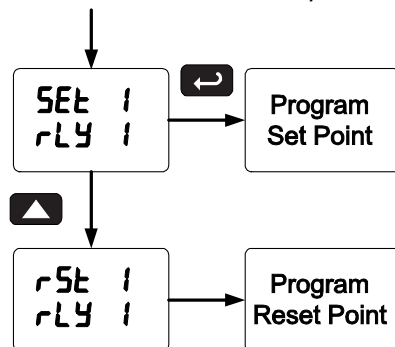 SEt 1
rLY 1
Program
Set Point
rSt 1
rLY 1
Program
Reset Point